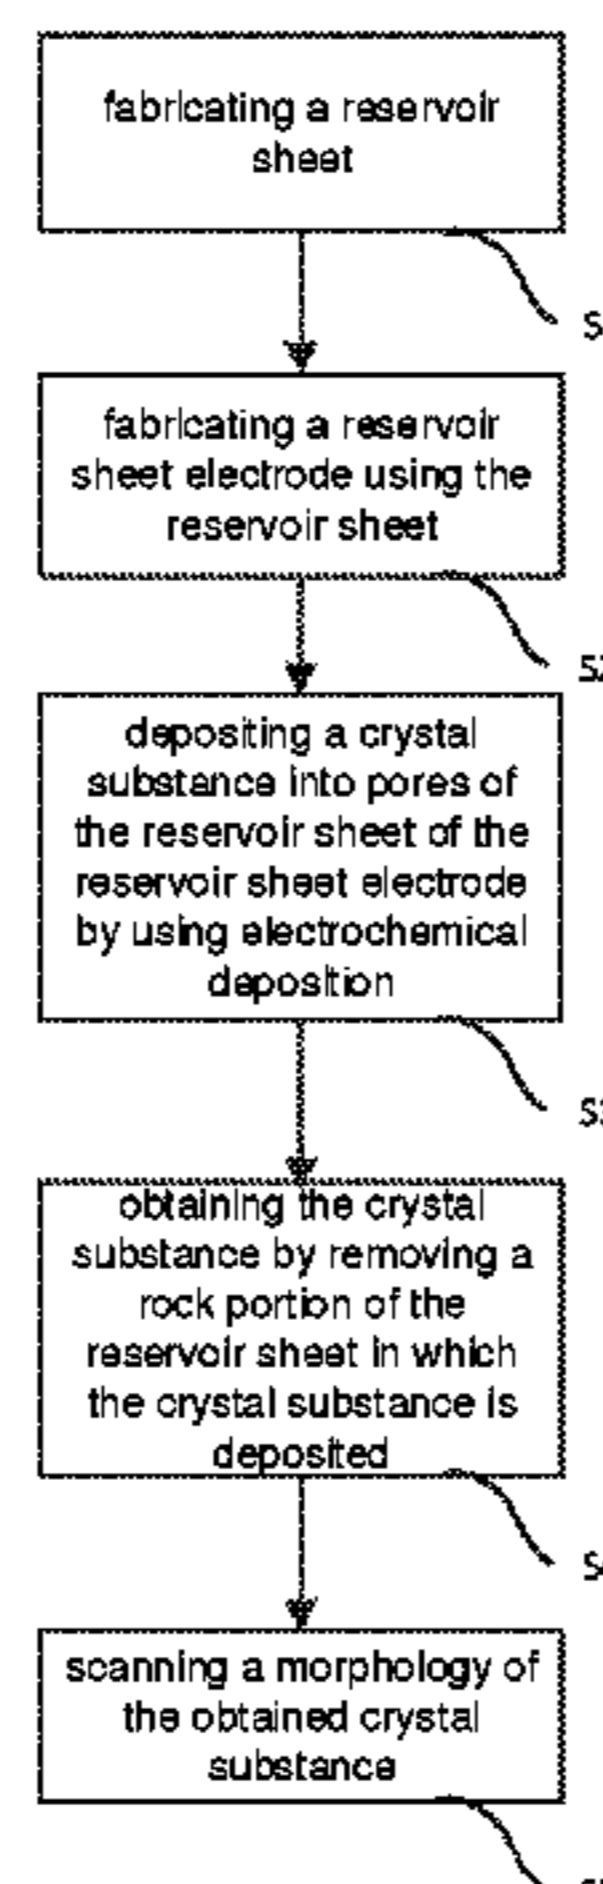 fabricating a reservoir
sheet
fabricating a reservoir
sheet electrode using the
reservoir sheet
depositing a crystal
substance into pores of
the reservoir sheet of the
reservoir sheet electrode
by using electrochemical
deposition
obtaining the crystal
substance by removing a
rock portion of the
reservoir sheet in which
the crystal substance is
deposited
scanning a morphology of
the obtained crystal
substance